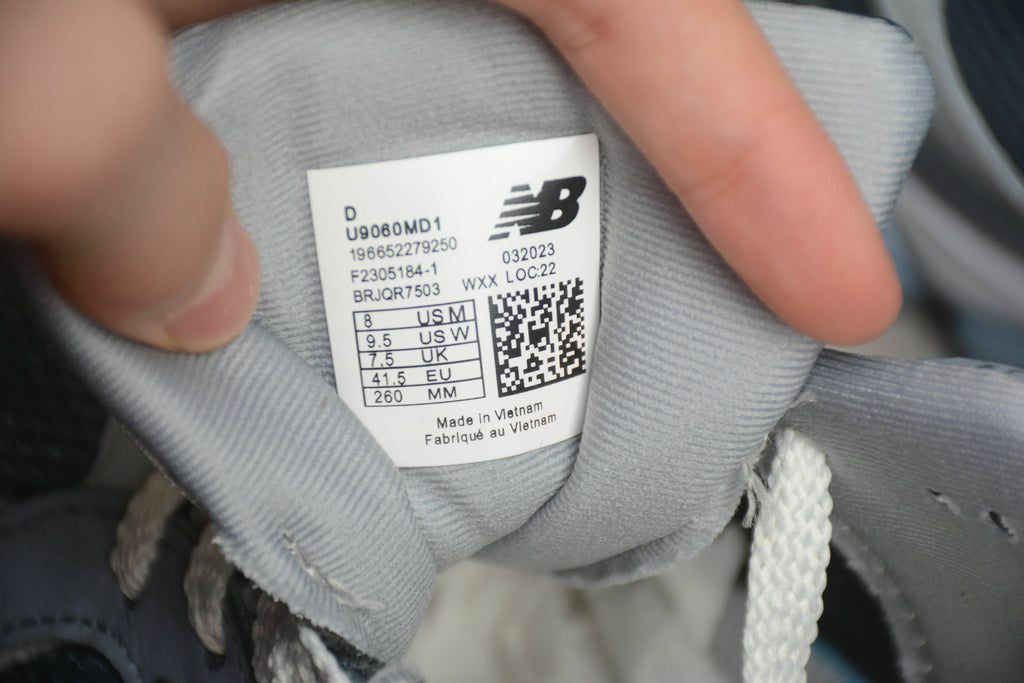 D
NB
U9060MD1
196652279250
032023
F2305184-1
WXX LOC:22
BRJQR7503
8 US M
9.5 US W
7.5 UK
41.5 EU
260 MM
Made in Vietnam
Fabriqué au Vietnam